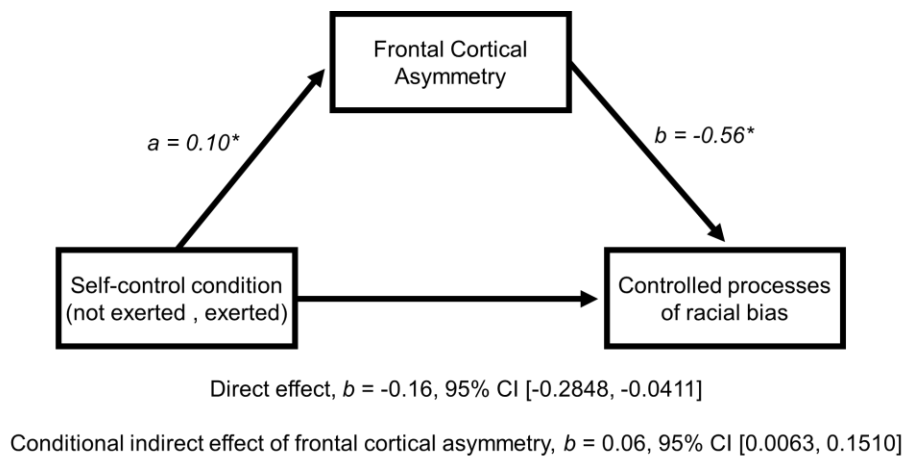 Frontal Cortical
Asymmetry
a = 0.10*
b = -0.56*
Self-control condition
(not exerted , exerted)
Controlled processes
of racial bias
Direct effect, b = -0.16, 95% CI [-0.2848, -0.0411]
Conditional indirect effect of frontal cortical asymmetry, b = 0.06, 95% CI [0.0063, 0.1510]